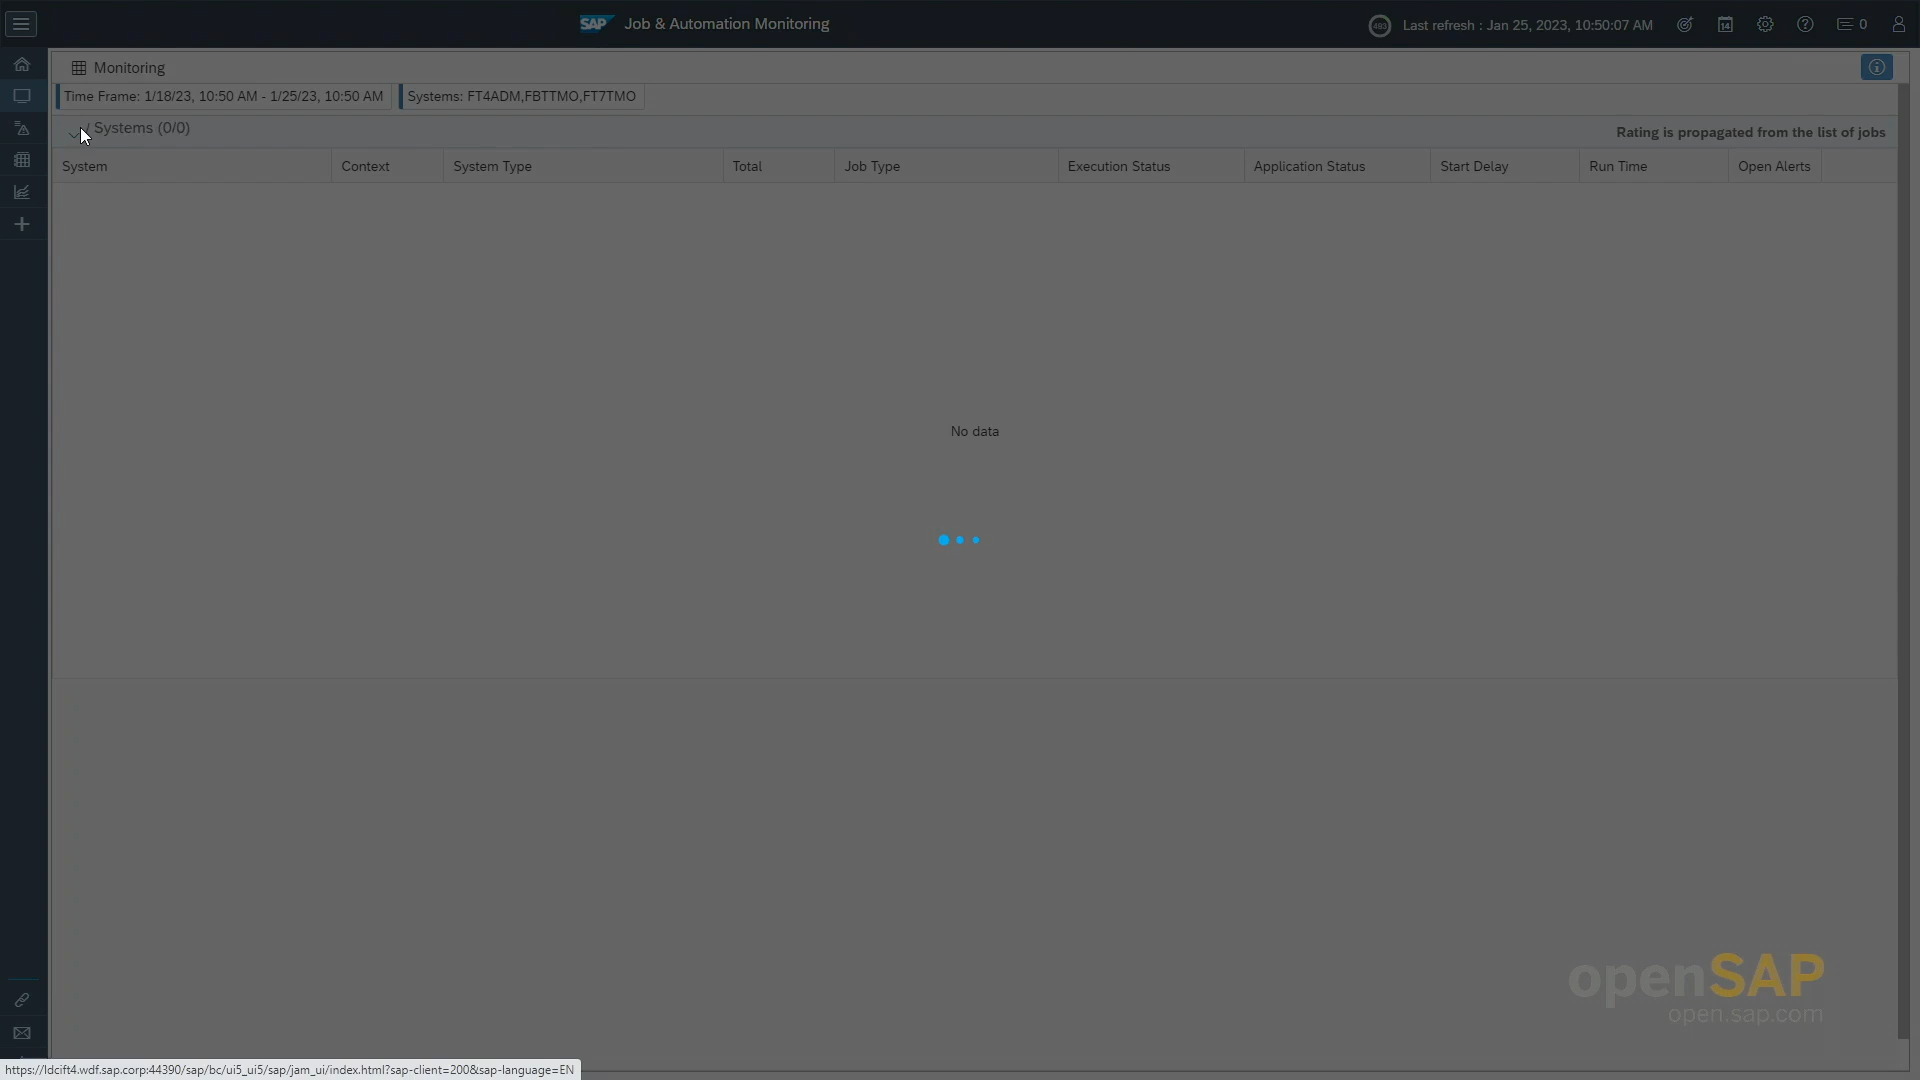 SAP Job & Automation Monitoring
493 Last refresh : Jan 25, 2023, 10:50:07 AM 14 0
Monitoring
Time Frame: 1/18/23, 10:50 AM - 1/25/23, 10:50 AM Systems: FT4ADM,FBTTMO,FT7TMO
/ Systems (0/0) Rating is propagated from the list of jobs
System Context System Type Total Job Type Execution Status Application Status Start Delay Run Time Open Alerts
No data
openSAP
open.sap.com
https://ldcift4.wdf.sap.corp:44390/sap/bc/ui5_ui5/sap/jam_ui/index.html?sap-client=200&sap-language=EN